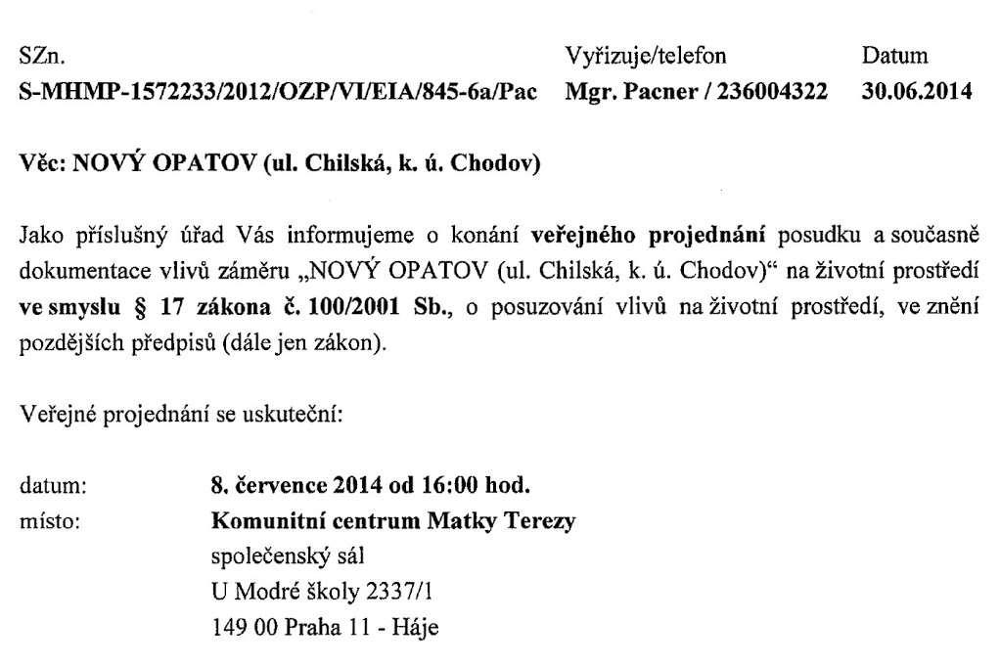 SZn. Vyřizuje/telefon Datum
S-MHMP-1572233/2012/OZP/VI/EIA/845-6a/Pac Mgr. Pacner / 236004322 30.06.2014
Věc: NOVÝ OPATOV (ul. Chilská, k. ú. Chodov)
Jako příslušný úřad Vás informujeme o konání veřejného projednání posudku a současně
dokumentace vlivů záměru „NOVÝ OPATOV (ul. Chilská, k. ú. Chodov)“ na životní prostředí
ve smyslu § 17 zákona č. 100/2001 Sb., o posuzování vlivů na životní prostředí, ve znění
pozdějších předpisů (dále jen zákon).
Veřejné projednání se uskuteční:
datum: 8. července 2014 od 16:00 hod.
místo: Komunitní centrum Matky Terezy
společenský sál
U Modré školy 2337/1
149 00 Praha 11 - Háje